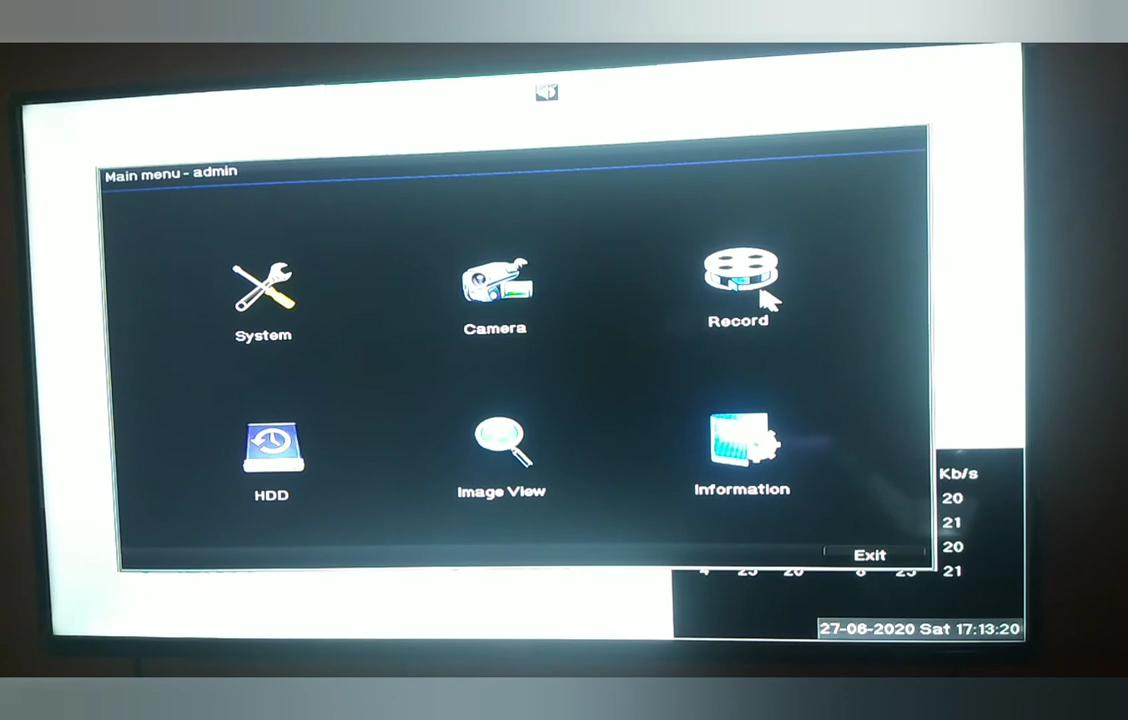 Main menu - admin
System
Camera
Record
HDD
Image View
Information
Exit
Kb/s
20
21
20
21
27-06-2020 Sat 17:13:20